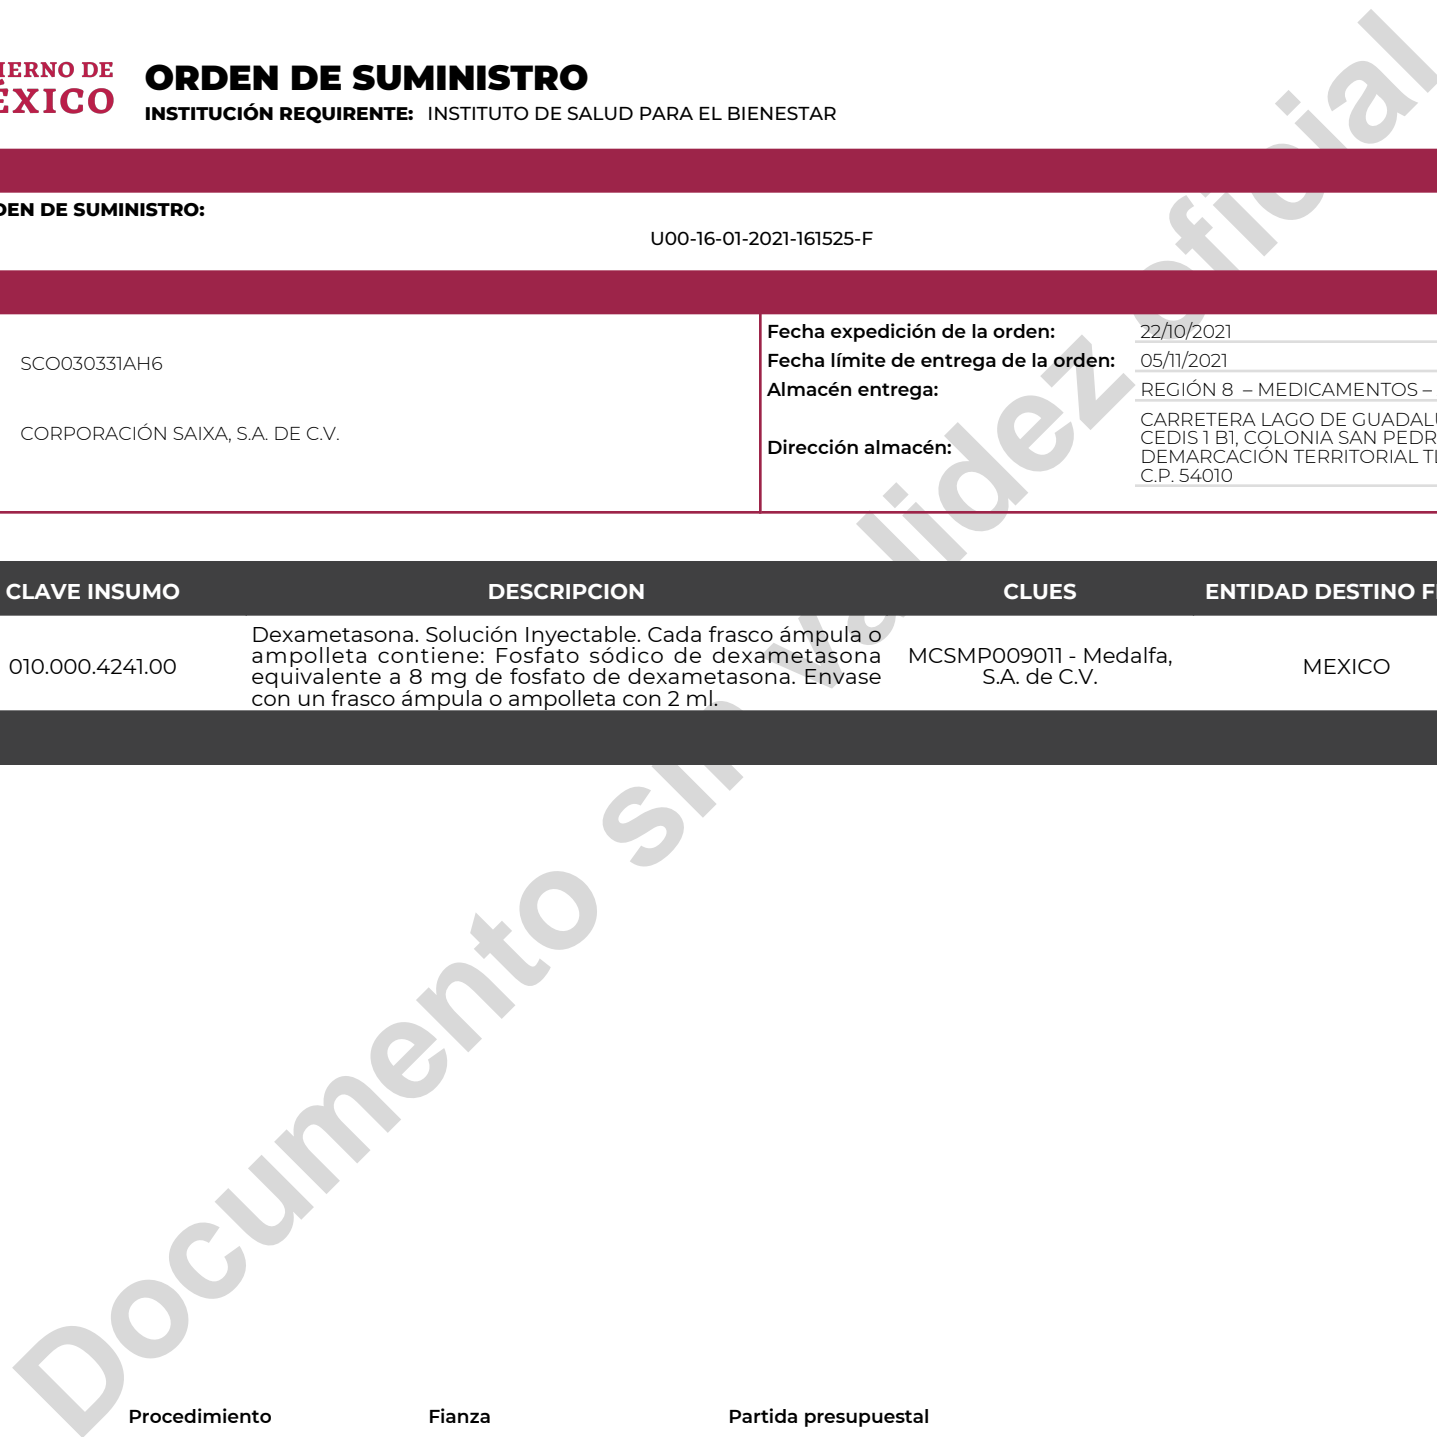 IERNO DE
ÉXICO
ORDEN DE SUMINISTRO
INSTITUCIÓN REQUIRENTE: INSTITUTO DE SALUD PARA EL BIENESTAR
DEN DE SUMINISTRO:
U00-16-01-2021-161525-F
SCO030331AH6
CORPORACIÓN SAIXA, S.A. DE C.V.
Fecha expedición de la orden: 22/10/2021
Fecha límite de entrega de la orden: 05/11/2021
Almacén entrega: REGIÓN 8 – MEDICAMENTOS –
Dirección almacén:
CARRETERA LAGO DE GUADALU
CEDIS 1 B1, COLONIA SAN PEDR
DEMARCACIÓN TERRITORIAL TL
C.P. 54010
CLAVE INSUMO DESCRIPCION CLUES ENTIDAD DESTINO FI
010.000.4241.00
Dexametasona. Solución Inyectable. Cada frasco ámpula o
ampolleta contiene: Fosfato sódico de dexametasona
equivalente a 8 mg de fosfato de dexametasona. Envase
con un frasco ámpula o ampolleta con 2 ml.
MCSMP009011 - Medalfa,
S.A. de C.V.
MEXICO
Documento sin validez oficial
Procedimiento Fianza Partida presupuestal